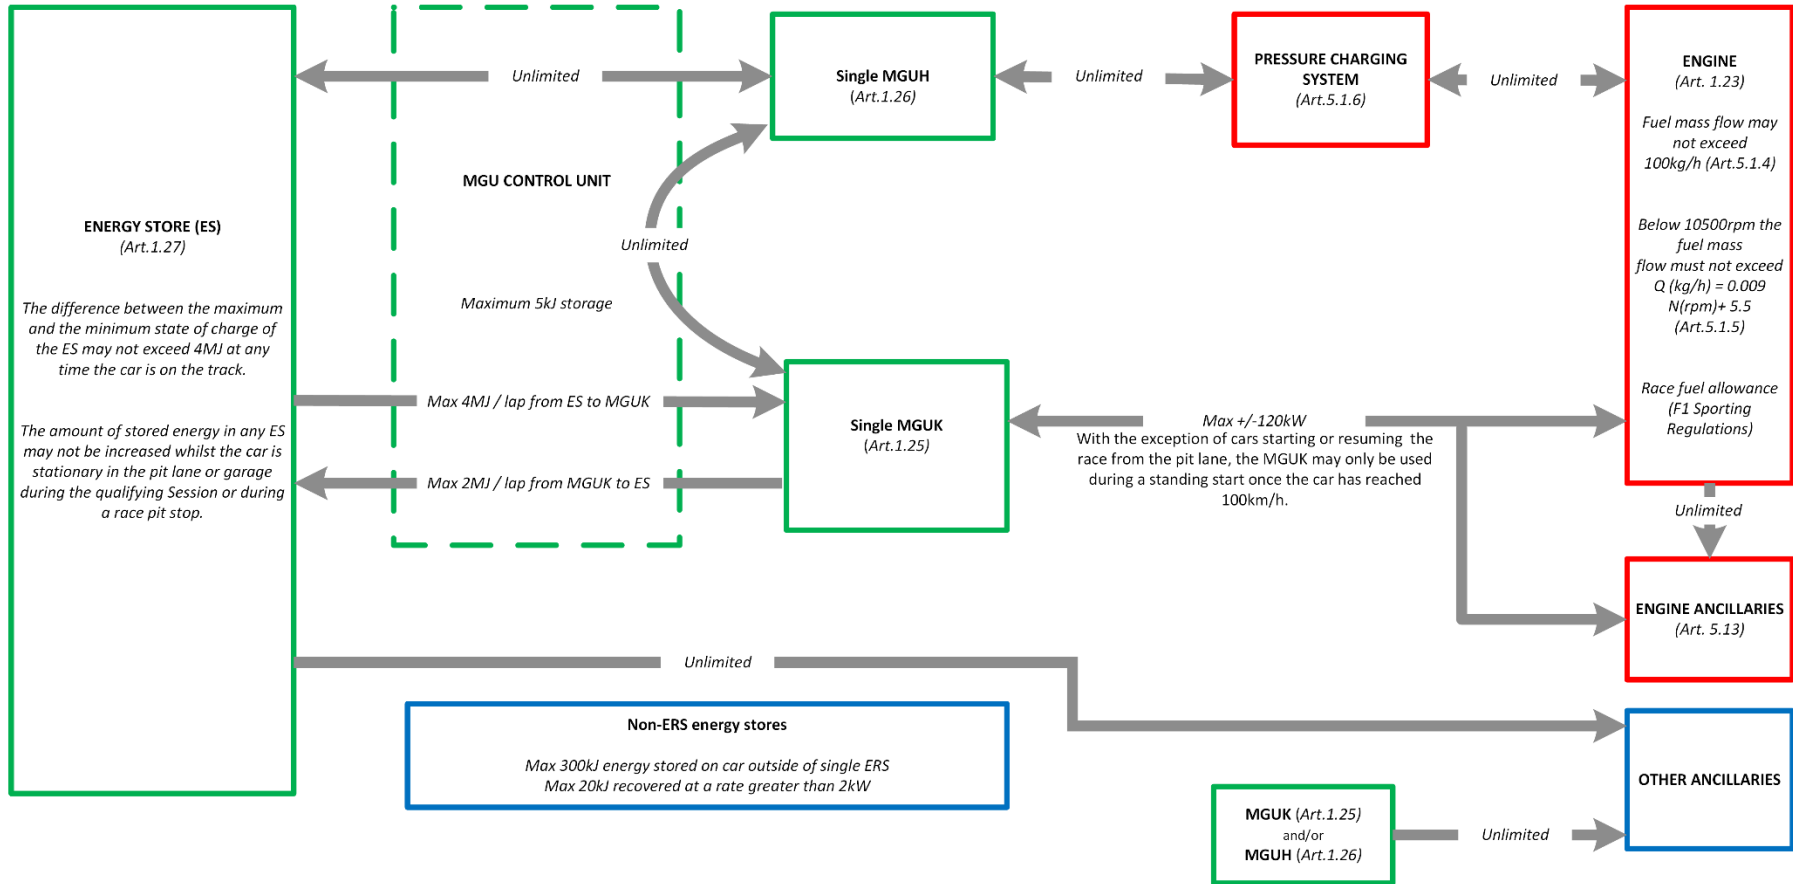 ENERGY STORE (ES)
(Art.1.27)
The difference between the maximum
and the minimum state of charge of
the ES may not exceed 4MJ at any
time the car is on the track.
The amount of stored energy in any ES
may not be increased whilst the car is
stationary in the pit lane or garage
during the qualifying Session or during
a race pit stop.
Unlimited
MGU CONTROL UNIT
Unlimited
Maximum 5kJ storage
Max 4MJ / lap from ES to MGUK
Max 2MJ / lap from MGUK to ES
Single MGUH
(Art.1.26)
Unlimited
PRESSURE CHARGING
SYSTEM
(Art.5.1.6)
Unlimited
ENGINE
(Art. 1.23)
Fuel mass flow may
not exceed
100kg/h (Art.5.1.4)
Below 10500rpm the
fuel mass
flow must not exceed
Q (kg/h) = 0.009
N(rpm)+ 5.5
(Art.5.1.5)
Race fuel allowance
(F1 Sporting
Regulations)
Single MGUK
(Art.1.25)
Max +/-120kW
With the exception of cars starting or resuming the
race from the pit lane, the MGUK may only be used
during a standing start once the car has reached
100km/h.
Unlimited
ENGINE ANCILLARIES
(Art. 5.13)
Unlimited
Non-ERS energy stores
Max 300kJ energy stored on car outside of single ERS
Max 20kJ recovered at a rate greater than 2kW
OTHER ANCILLARIES
MGUK (Art.1.25)
and/or
MGUH (Art.1.26)
Unlimited